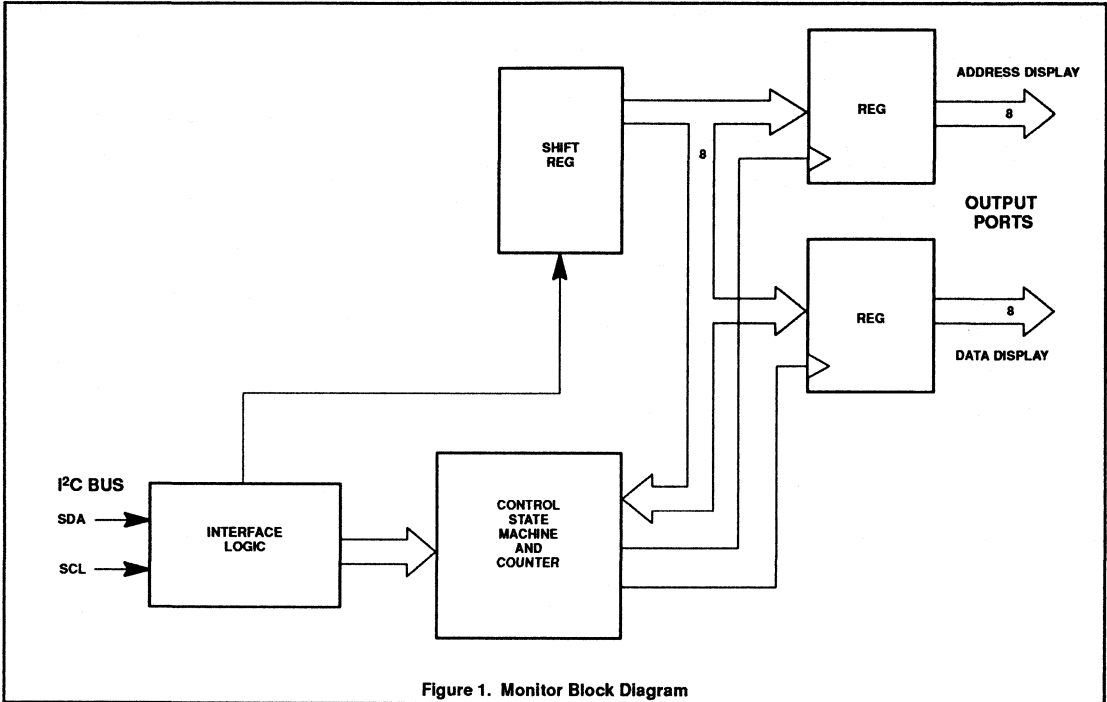 ADDRESS DISPLAY
REG
8
SHIFT
REG
8
OUTPUT
PORTS
REG
8
DATA DISPLAY
I²C BUS
SDA
SCL
INTERFACE
LOGIC
CONTROL
STATE
MACHINE
AND
COUNTER
Figure 1. Monitor Block Diagram